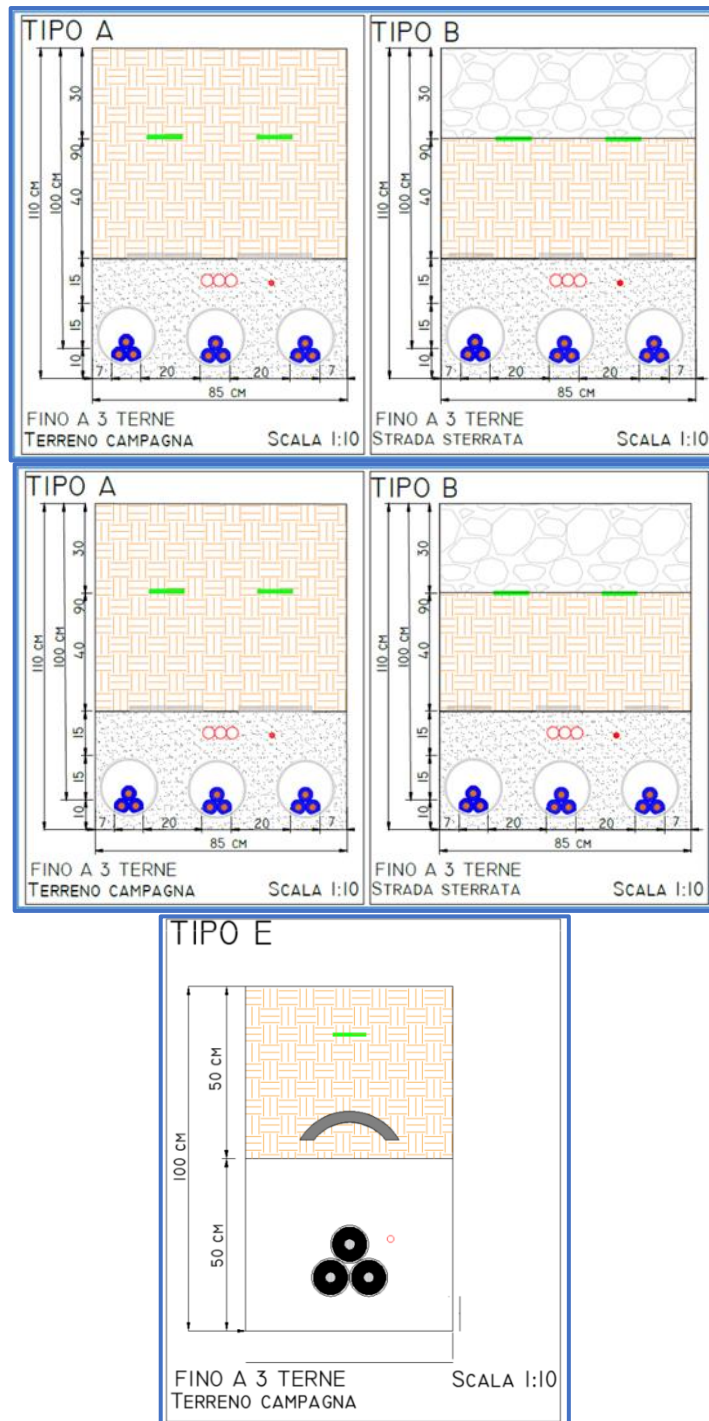 TIPO A
110 CM
100 CM
30
90
40
15
15
10
7
20
20
7
85 CM
FINO A 3 TERNE
TERRENO CAMPAGNA SCALA 1:10
TIPO B
110 CM
100 CM
30
90
40
15
15
10
7
20
20
7
85 CM
FINO A 3 TERNE
STRADA STERRATA SCALA 1:10
TIPO A
110 CM
100 CM
30
90
40
15
15
10
7
20
20
7
85 CM
FINO A 3 TERNE
TERRENO CAMPAGNA SCALA 1:10
TIPO B
110 CM
100 CM
30
90
40
15
15
10
7
20
20
7
85 CM
FINO A 3 TERNE
STRADA STERRATA SCALA 1:10
TIPO E
100 CM
50 CM
50 CM
FINO A 3 TERNE SCALA 1:10
TERRENO CAMPAGNA